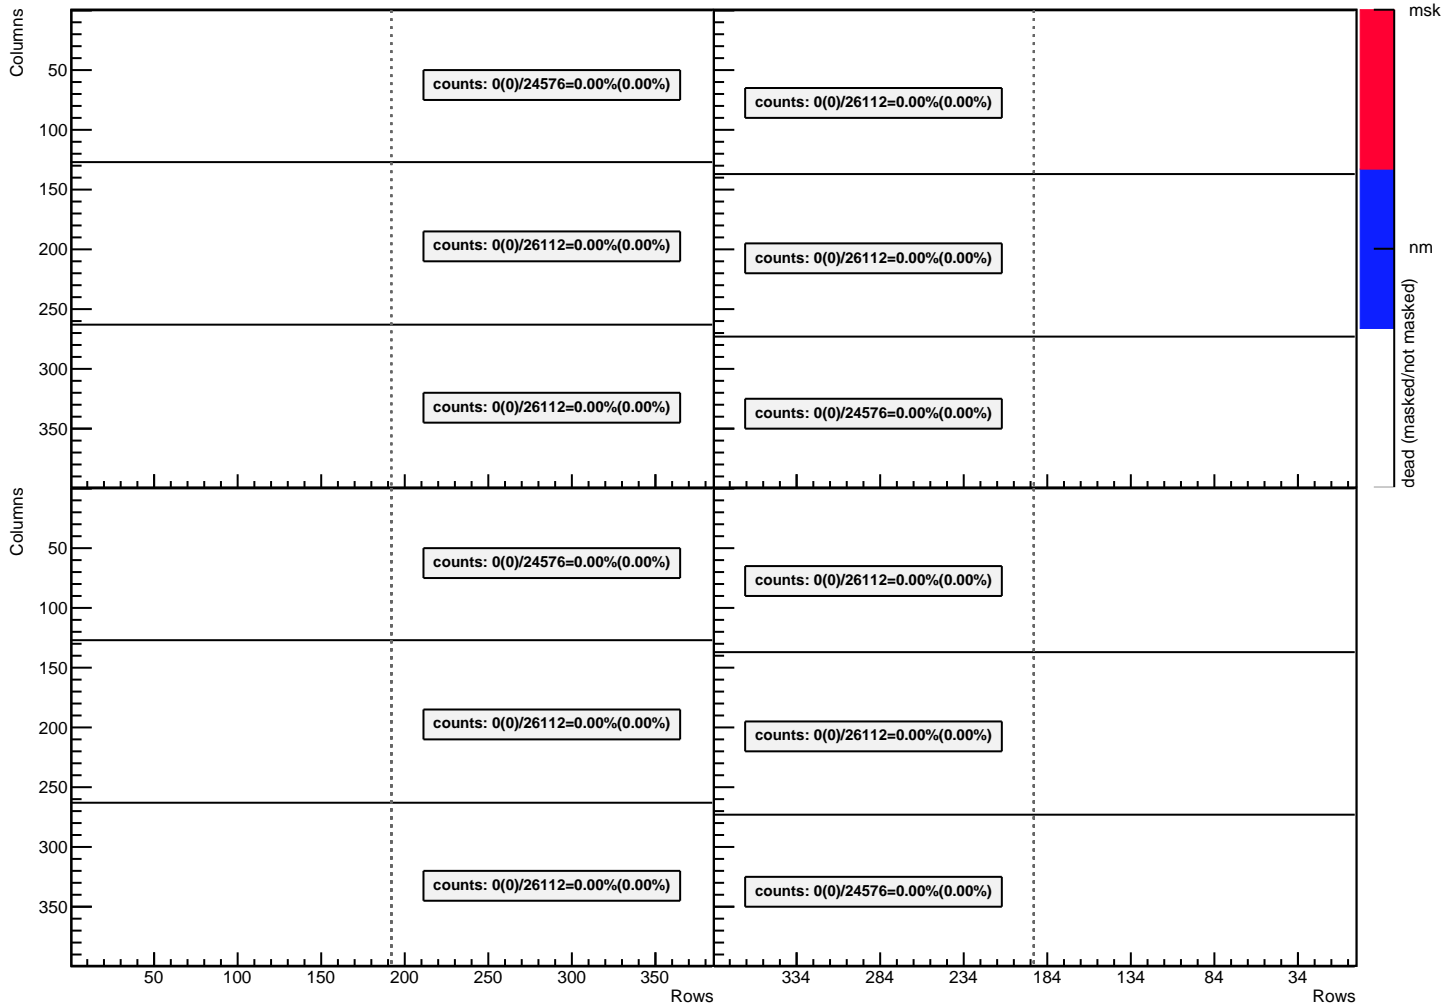 msk
nm
dead (masked/not masked)
Columns
50
100
150
200
250
300
350
counts: 0(0)/24576=0.00%(0.00%)
counts: 0(0)/26112=0.00%(0.00%)
counts: 0(0)/26112=0.00%(0.00%)
counts: 0(0)/26112=0.00%(0.00%)
counts: 0(0)/26112=0.00%(0.00%)
counts: 0(0)/24576=0.00%(0.00%)
Columns
50
100
150
200
250
300
350
counts: 0(0)/24576=0.00%(0.00%)
counts: 0(0)/26112=0.00%(0.00%)
counts: 0(0)/26112=0.00%(0.00%)
50 100 150 200 250 300 350
Rows
counts: 0(0)/26112=0.00%(0.00%)
counts: 0(0)/26112=0.00%(0.00%)
counts: 0(0)/24576=0.00%(0.00%)
334 284 234 184 134 84 34
Rows